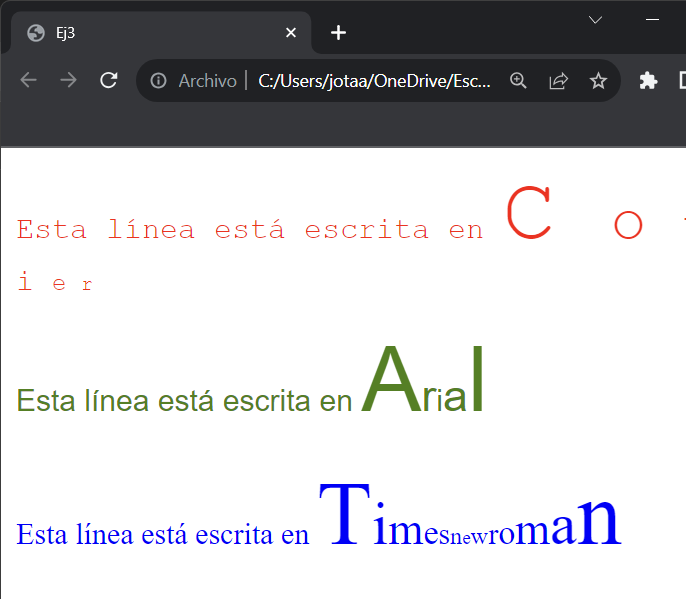 Ej3
Archivo | C:/Users/jotaa/OneDrive/Esc...
Esta línea está escrita en C o
i e r
Esta línea está escrita en Arial
Esta línea está escrita en Timesnewroman